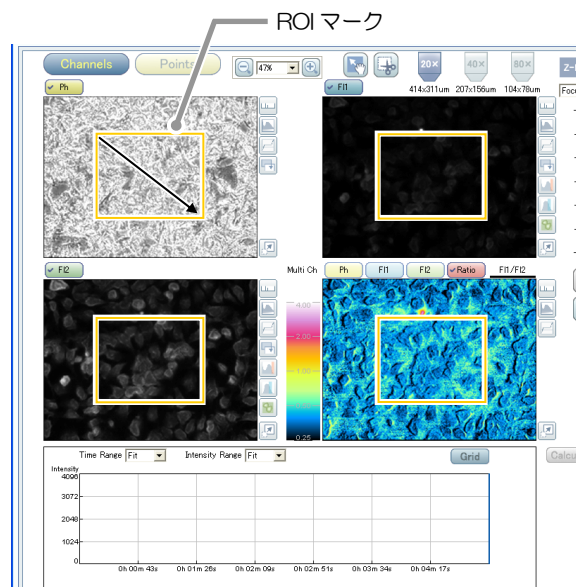 ROI マーク
Channels
Points
47%
20×
40×
80×
Z-
Ph
Fl1
414x311um 207x156um 104x78um
Foc
Fl2
Multi Ch
Ph
Fl1
Fl2
Ratio
Fl1/Fl2
4.00
2.00
1.00
0.25
Time Range Fit
Intensity Range Fit
Grid
Calcu
Intensity
4096
3072
2048
1024
0
0h 00m 43s
0h 01m 26s
0h 02m 09s
0h 02m 51s
0h 03m 34s
0h 04m 17s